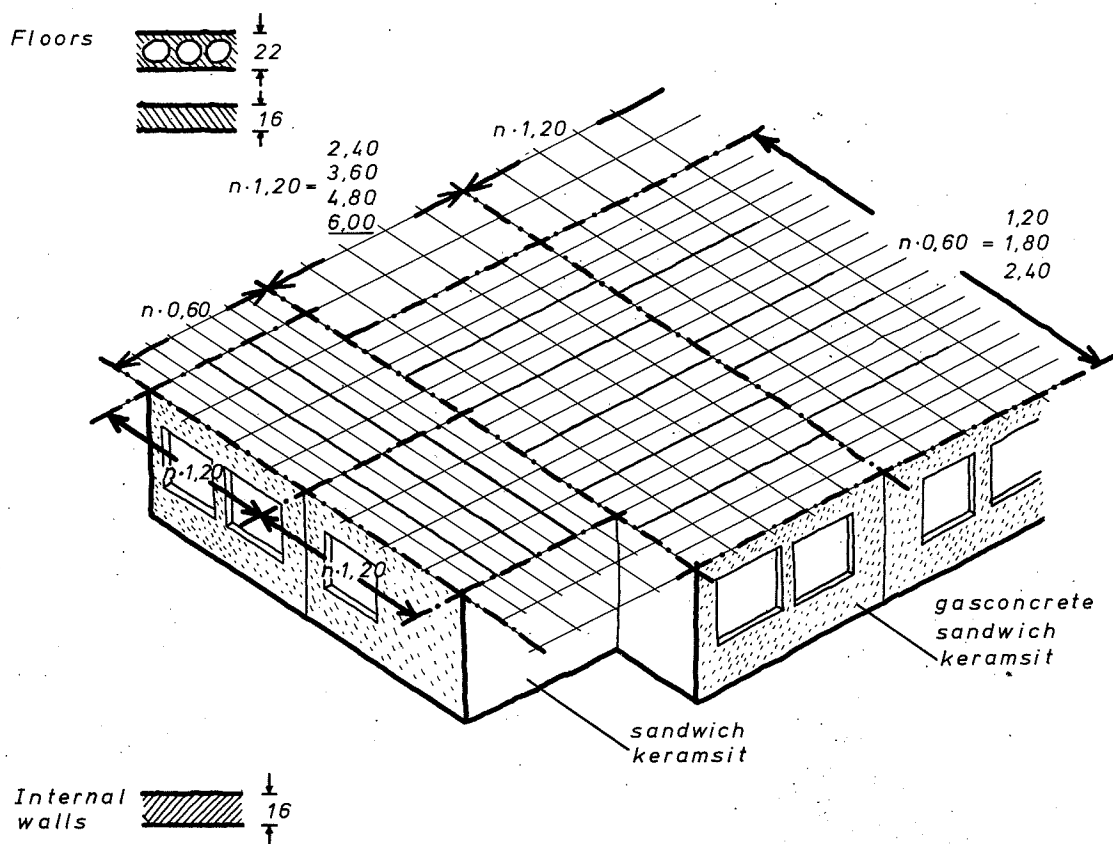 Floors
22
16
n·1,20
2,40
3,60
n·1,20 =
4,80
6,00
1,20
n·0,60 = 1,80
2,40
n·0,60
n·1,20
n·1,20
gasconcrete
sandwich
keramsit
sandwich
keramsit
Internal
walls
16